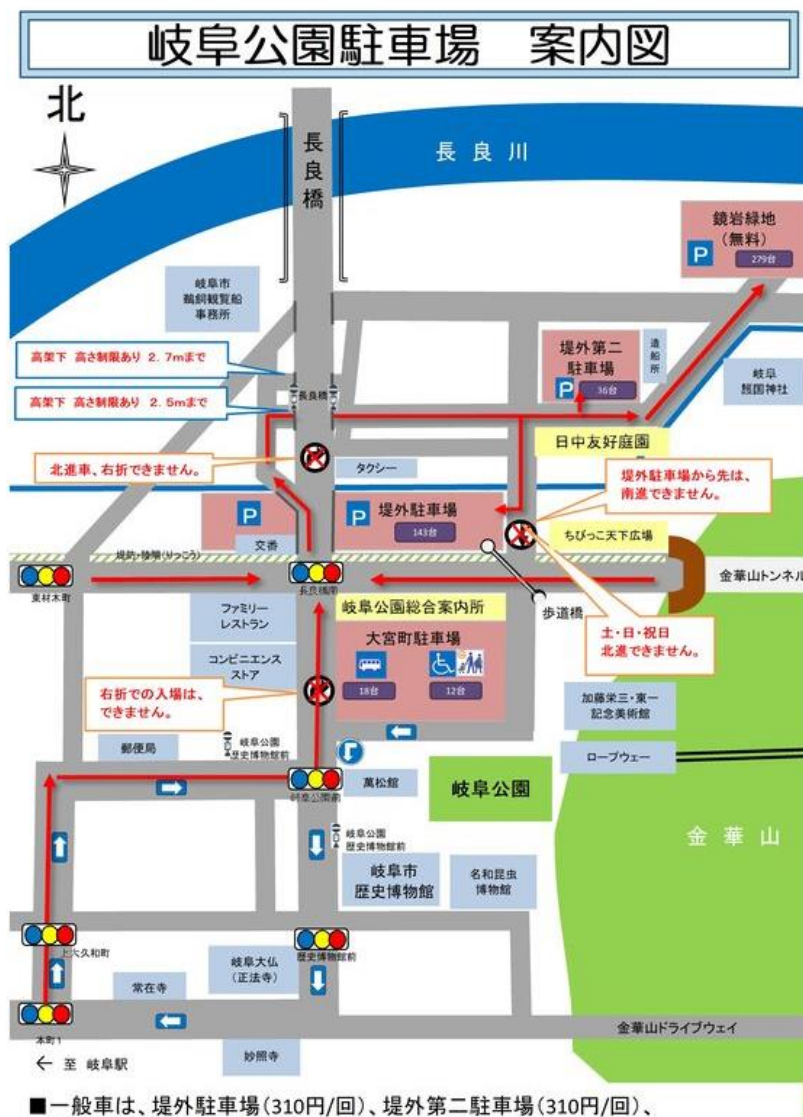 岐阜公園駐車場　案内図
北
長良橋
長良川
鏡岩緑地
(無料)
P
279台
岐阜市
鵜飼観覧船
事務所
高架下 高さ制限あり 2.7mまで
高架下 高さ制限あり 2.5mまで
長良橋
堤外第二
駐車場
P
36台
造船所
岐阜
護国神社
北進車、右折できません。
タクシー
日中友好庭園
堤外駐車場から先は、
南進できません。
P
交番
P
堤外駐車場
143台
ちびっこ天下広場
堤防・陸閘(りっこう)
東材木町
長良橋南
金華山トンネル
歩道橋
ファミリー
レストラン
岐阜公園総合案内所
大宮町駐車場
18台
12台
土・日・祝日
北進できません。
コンビニエンス
ストア
右折での入場は、
できません。
加藤栄三・東一
記念美術館
郵便局
岐阜公園
歴史博物館前
ロープウェー
岐阜公園前
萬松館
岐阜公園
金華山
岐阜公園
歴史博物館前
岐阜市
歴史博物館
名和昆虫
博物館
上大久和町
歴史博物館前
岐阜大仏
(正法寺)
常在寺
本町1
金華山ドライブウェイ
← 至 岐阜駅
妙照寺
■一般車は、堤外駐車場(310円/回)、堤外第二駐車場(310円/回)、